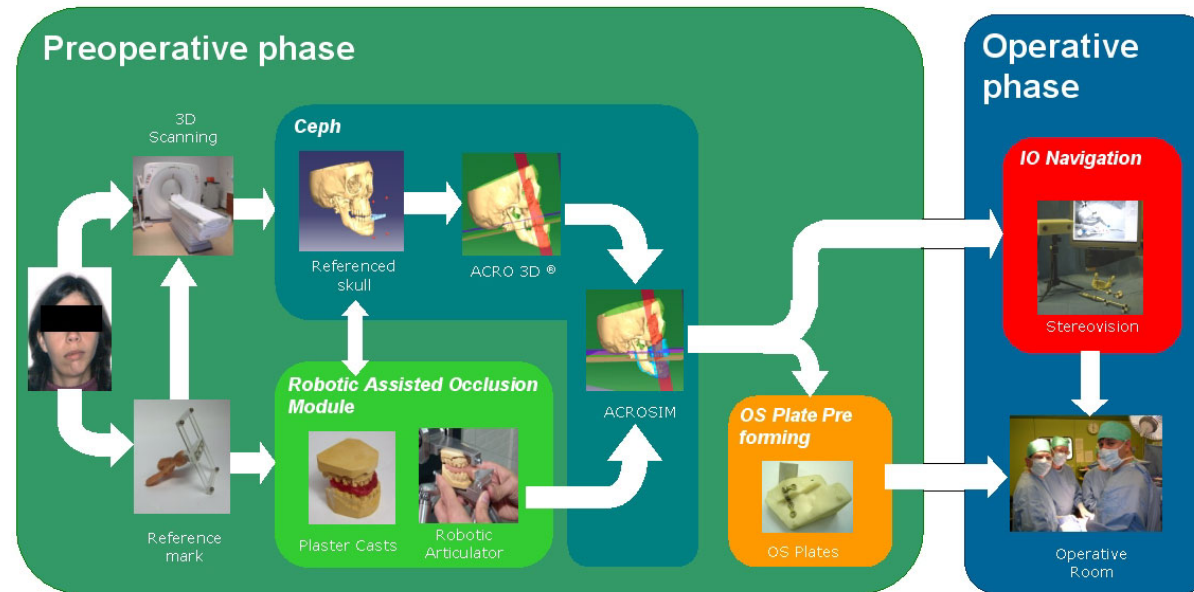 Preoperative phase
Operative
phase
3D
Scanning
Ceph
Referenced
skull
ACRO 3D ®
ACROSIM
Reference
mark
Robotic Assisted Occlusion
Module
Plaster Casts
Robotic
Articulator
OS Plate Pre
forming
OS Plates
IO Navigation
Stereovision
Operative
Room